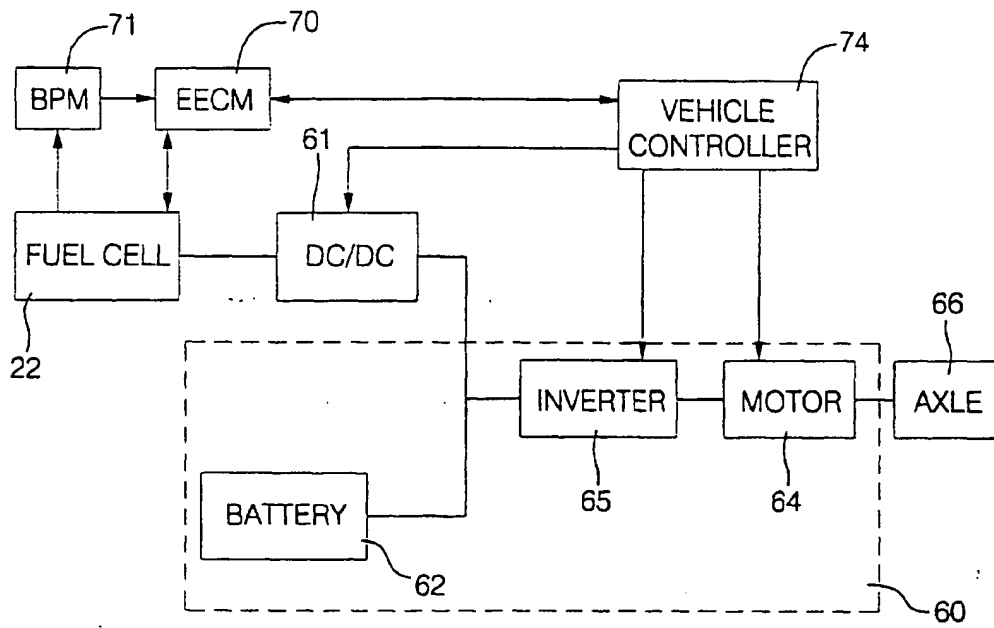 71
70
74
BPM
EECM
VEHICLE
CONTROLLER
61
FUEL CELL
DC/DC
22
66
INVERTER
MOTOR
AXLE
65
64
BATTERY
62
60